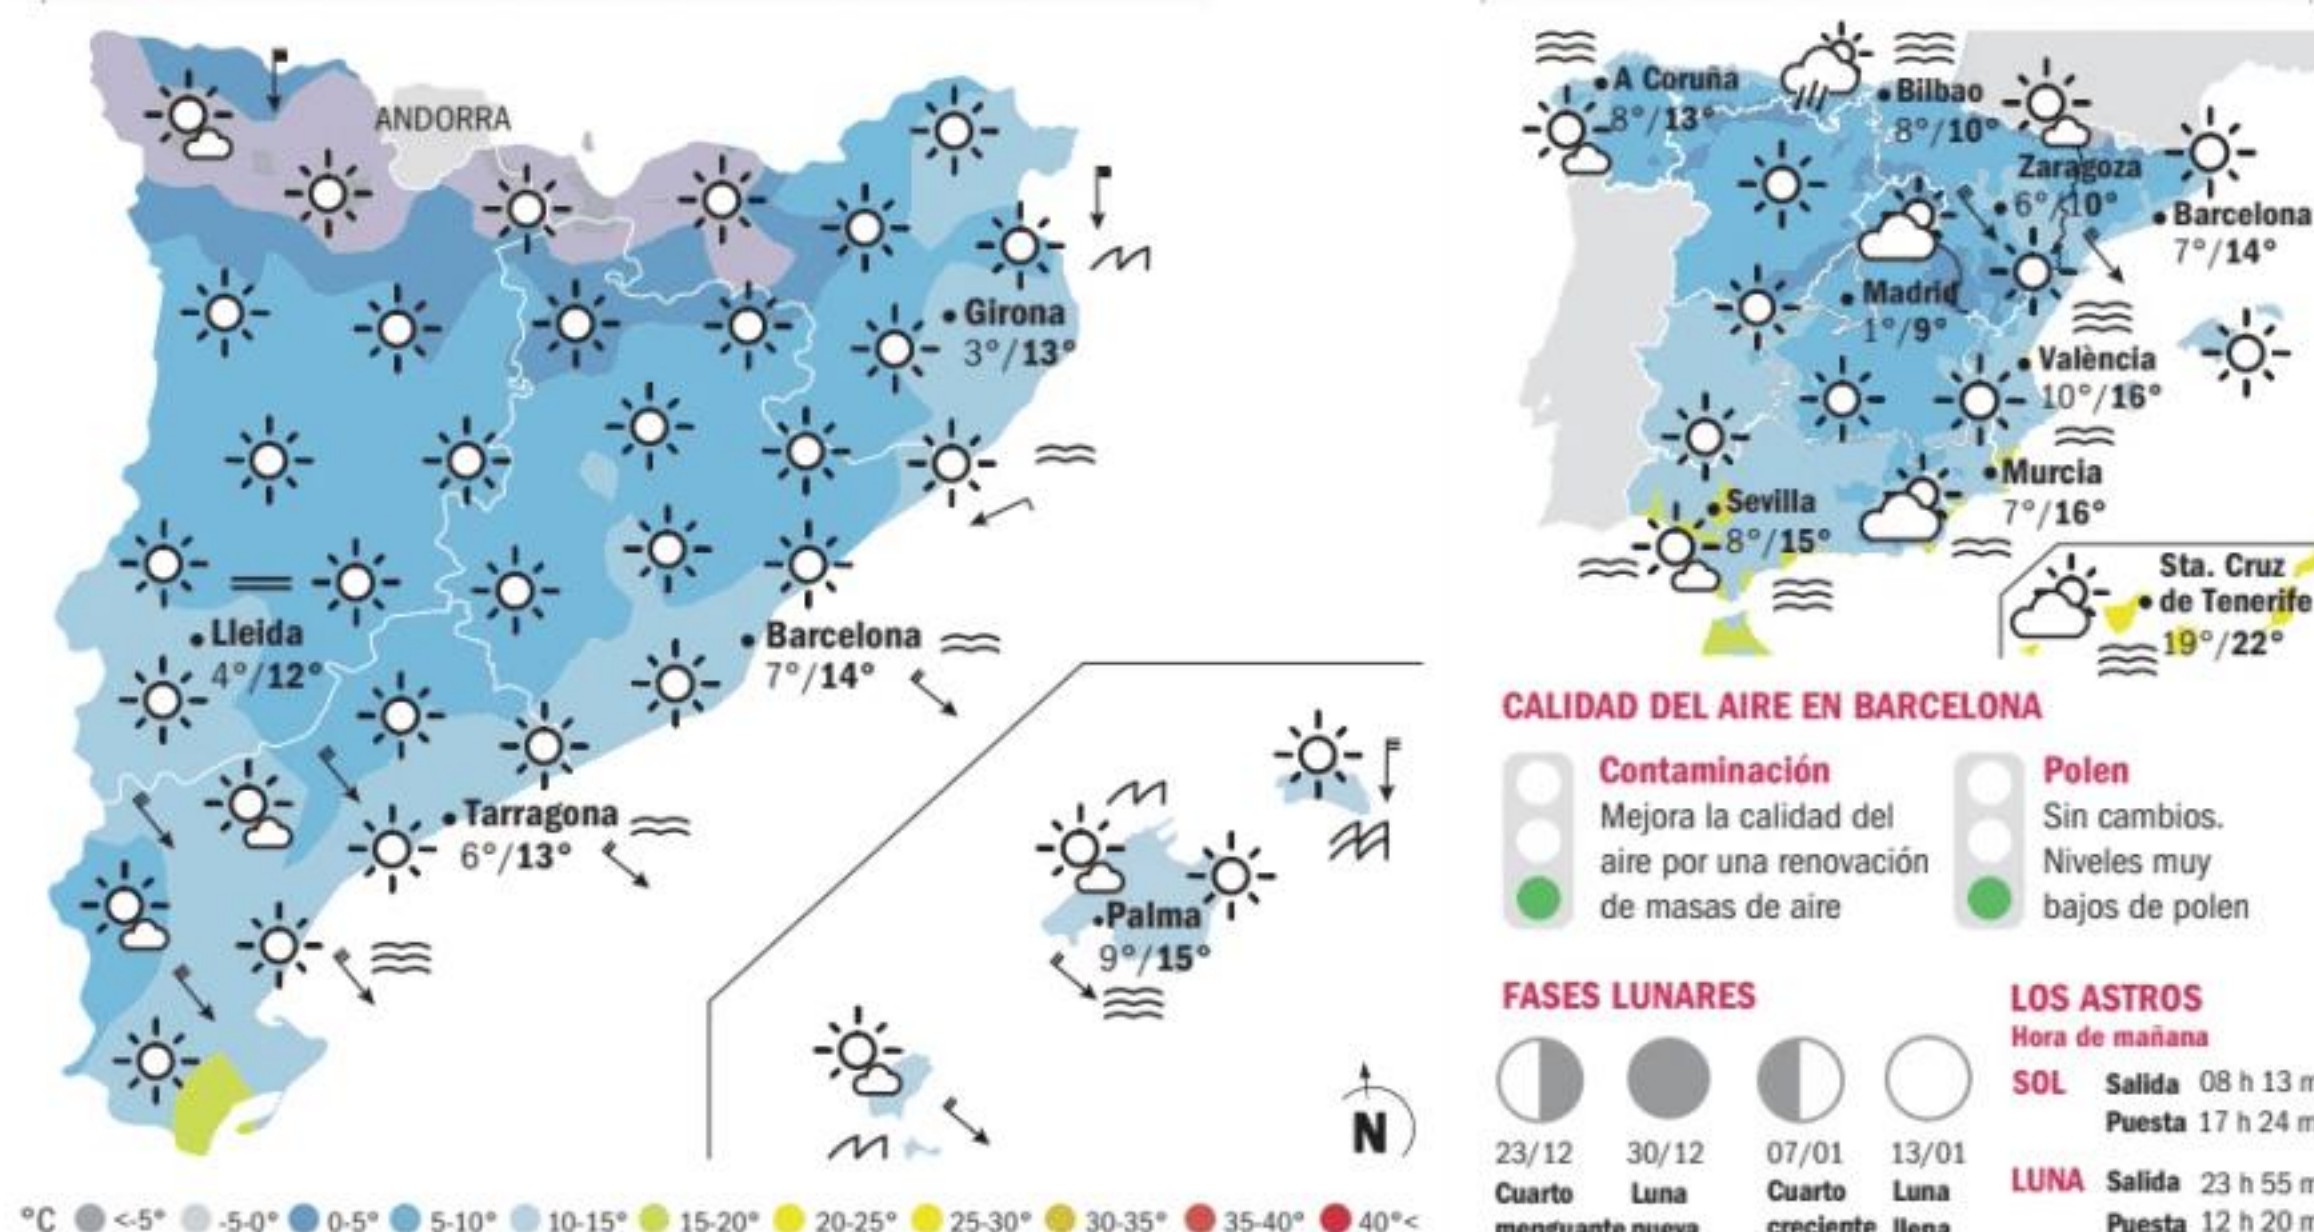 ANDORRA
Girona
3°/13°
Lleida
4°/12°
Barcelona
7°/14°
Tarragona
6°/13°
Palma
9°/15°
N
°C <-5° -5-0° 0-5° 5-10° 10-15° 15-20° 20-25° 25-30° 30-35° 35-40° 40°<
A Coruña
8°/13°
Bilbao
8°/10°
Zaragoza
6°/10°
Barcelona
7°/14°
Madrid
1°/9°
València
10°/16°
Murcia
7°/16°
Sevilla
8°/15°
Sta. Cruz
de Tenerife
19°/22°
CALIDAD DEL AIRE EN BARCELONA
Contaminación
Mejora la calidad del
aire por una renovación
de masas de aire
Polen
Sin cambios.
Niveles muy
bajos de polen
FASES LUNARES
23/12 30/12 07/01 13/01
Cuarto Luna Cuarto Luna
menguante nueva creciente llena
LOS ASTROS
Hora de mañana
SOL Salida 08 h 13 m
Puesta 17 h 24 m
LUNA Salida 23 h 55 m
Puesta 12 h 20 m